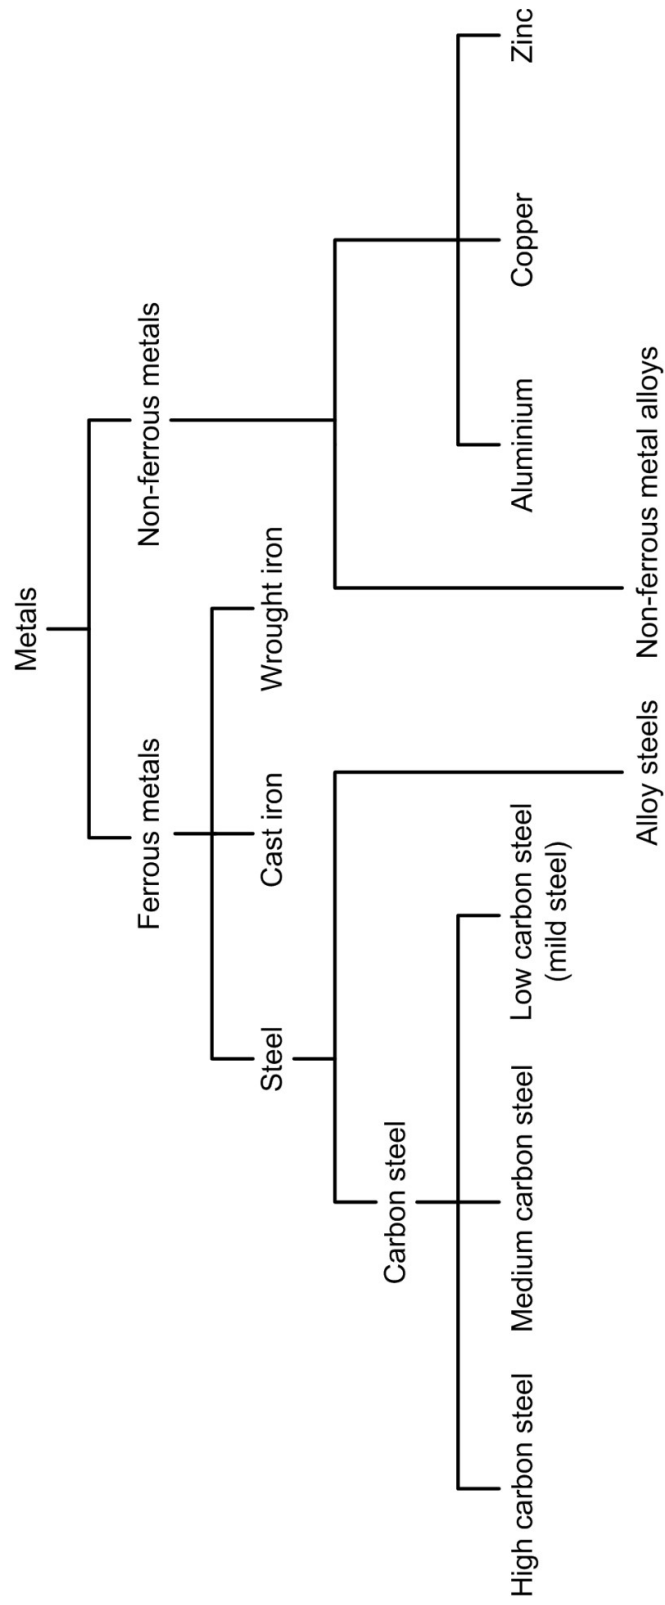 Metals
Ferrous metals
Non-ferrous metals
Steel
Cast iron
Wrought iron
Carbon steel
High carbon steel
Medium carbon steel
Low carbon steel
(mild steel)
Aluminium
Copper
Zinc
Alloy steels
Non-ferrous metal alloys